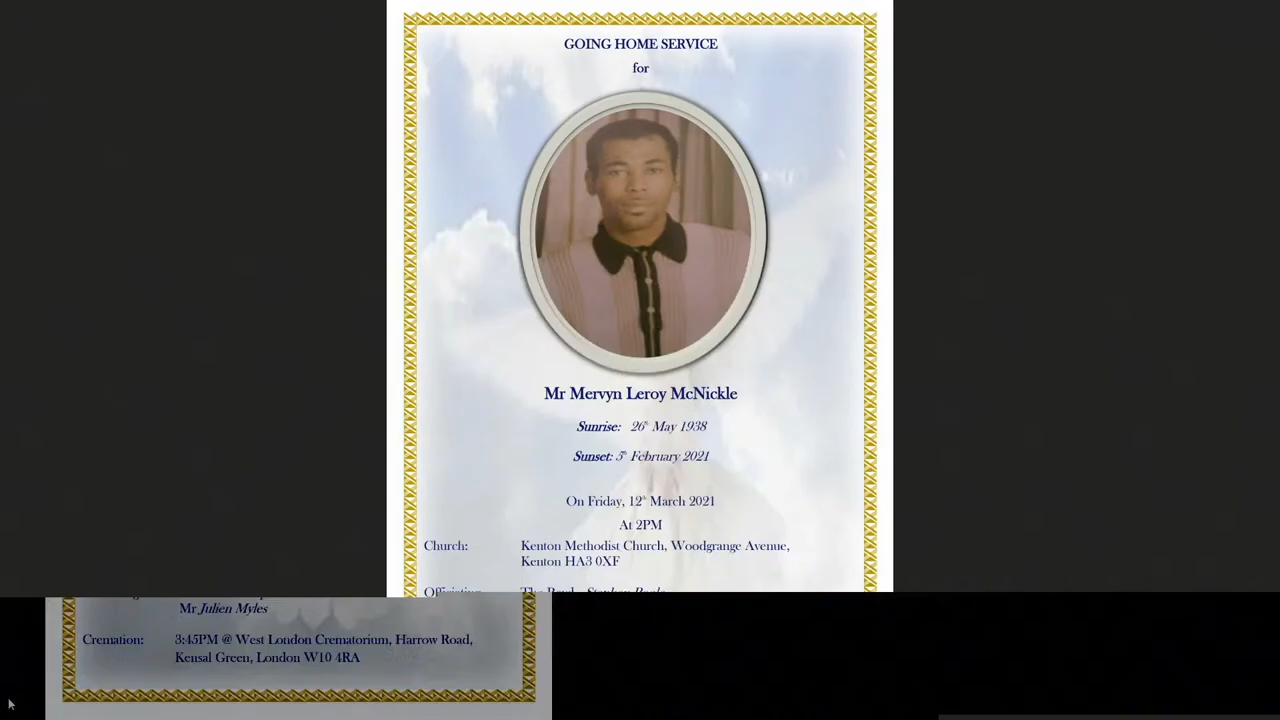 GOING HOME SERVICE
for
Mr Mervyn Leroy McNickle
Sunrise: 26th May 1938
Sunset: 5th February 2021
On Friday, 12th March 2021
At 2PM
Church: Kenton Methodist Church, Woodgrange Avenue,
Kenton HA3 0XF
Officiating
Mr Julien Myles
Cremation: 3:45PM @ West London Crematorium, Harrow Road,
Kensal Green, London W10 4RA